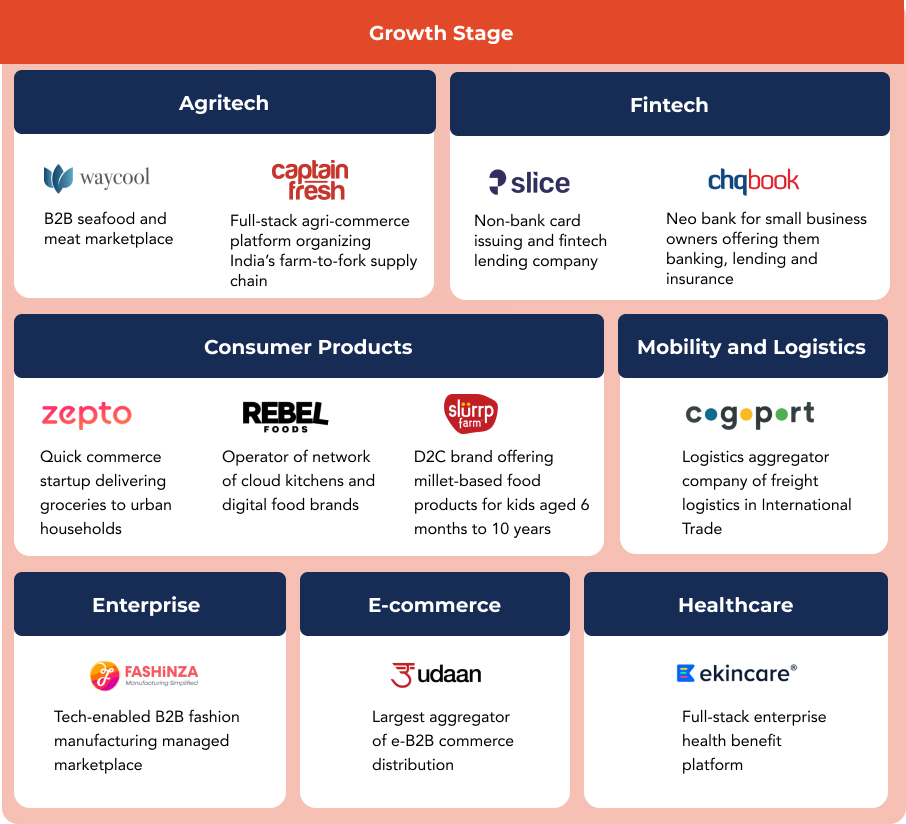 Growth Stage
Agritech
waycool
B2B seafood and
meat marketplace
captain
fresh
Full-stack agri-commerce
platform organizing
India's farm-to-fork supply
chain
Fintech
slice
Non-bank card
issuing and fintech
lending company
chqbook
Neo bank for small business
owners offering them
banking, lending and
insurance
Consumer Products
zepto
Quick commerce
startup delivering
groceries to urban
households
REBEL
FOODS
Operator of network
of cloud kitchens and
digital food brands
slurrp
farm
D2C brand offering
millet-based food
products for kids aged 6
months to 10 years
Mobility and Logistics
cogoport
Logistics aggregator
company of freight
logistics in International
Trade
Enterprise
FASHiNZA
Manufacturing Simplified
Tech-enabled B2B fashion
manufacturing managed
marketplace
E-commerce
उ udaan
Largest aggregator
of e-B2B commerce
distribution
Healthcare
ekincare®
Full-stack enterprise
health benefit
platform